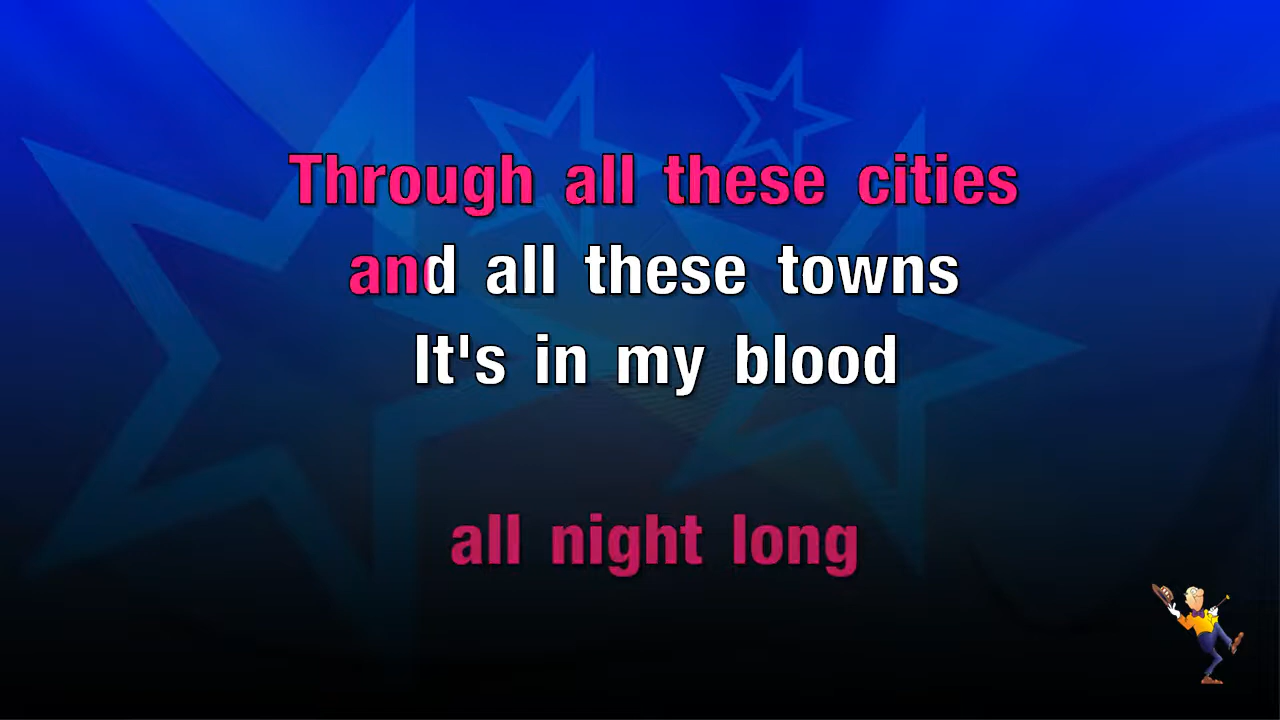 Through all these cities
and all these towns
It's in my blood
all night long